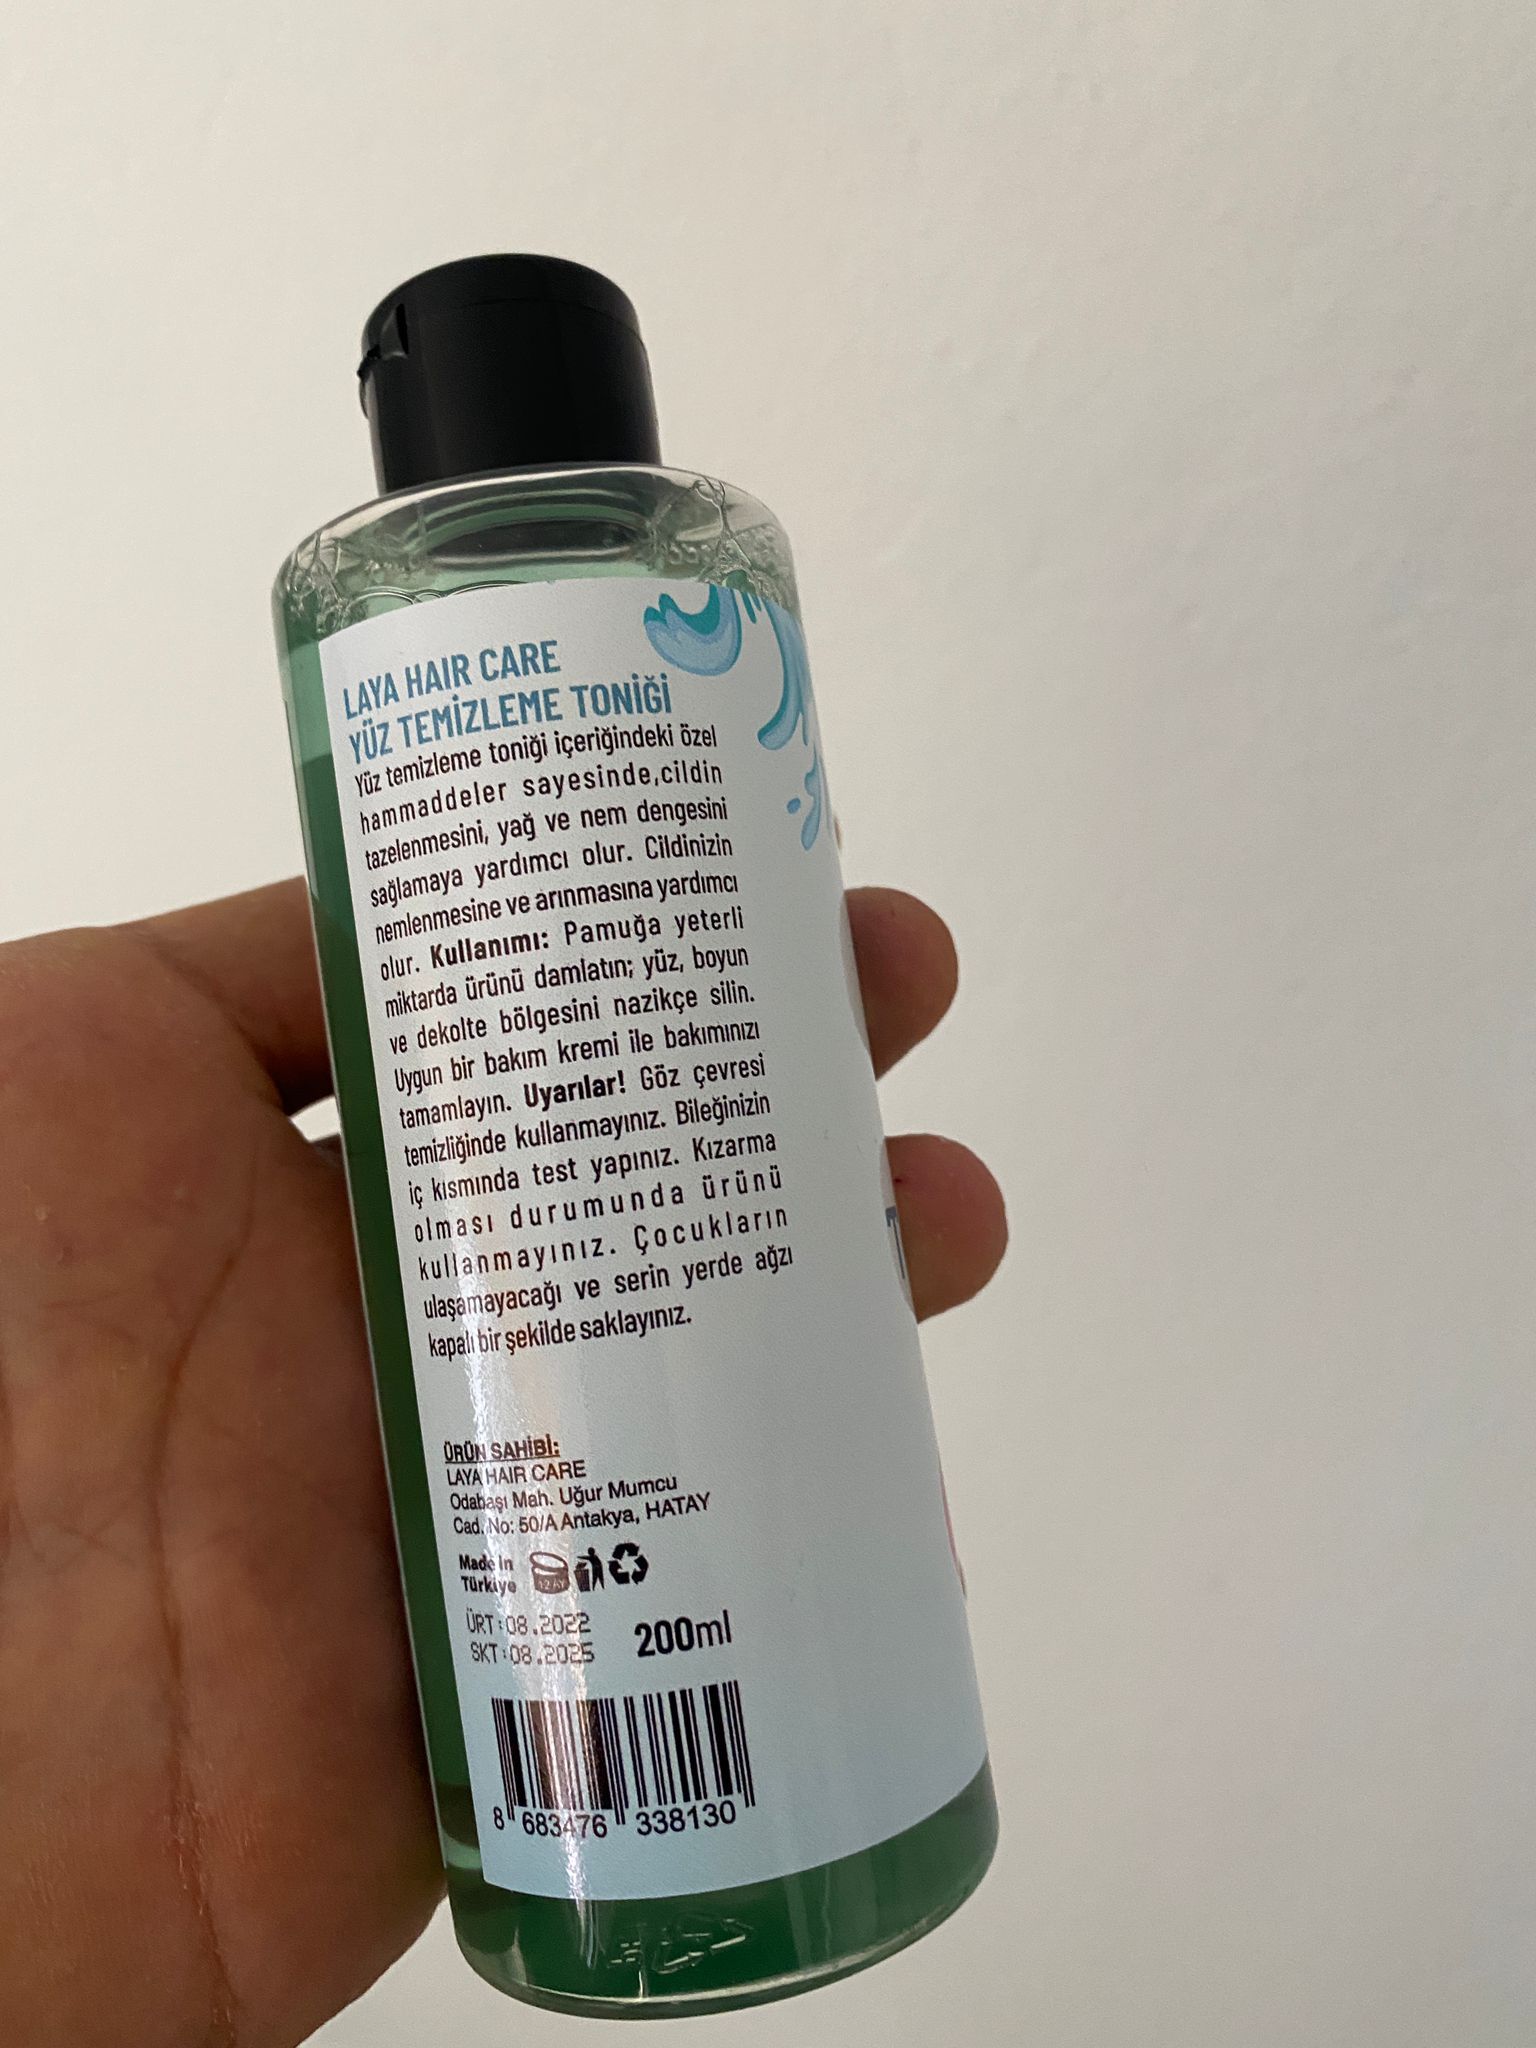 LAYA HAIR CARE
YÜZ TEMİZLEME TONİĞİ
Yüz temizleme toniği içeriğindeki özel
hammaddeler sayesinde,cildin
tazelenmesini, yağ ve nem dengesini
sağlamaya yardımcı olur. Cildinizin
nemlenmesine ve arınmasına yardımcı
olur. Kullanımı: Pamuğa yeterli
miktarda ürünü damlatın; yüz, boyun
ve dekolte bölgesini nazikçe silin.
Uygun bir bakım kremi ile bakımınızı
tamamlayın. Uyarılar! Göz çevresi
temizliğinde kullanmayınız. Bileğinizin
iç kısmında test yapınız. Kızarma
olması durumunda ürünü
kullanmayınız. Çocukların
ulaşamayacağı ve serin yerde ağzı
kapalı bir şekilde saklayınız.
ÜRÜN SAHİBİ:
LAYA HAIR CARE
Odabaşı Mah. Uğur Mumcu
Cad. No: 50/A Antakya, HATAY
Made In
Türkiye
12 AY
ÜRT:08.2022
SKT:08.2025
200ml
8 683476 338130
T